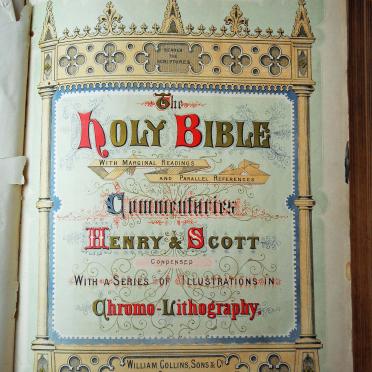 SEARCH
THE
SCRIPTURES
The
HOLY BIBLE
WITH MARGINAL READINGS
AND PARALLEL REFERENCES
Commentaries
HENRY & SCOTT
CONDENSED
WITH A SERIES OF ILLUSTRATIONS IN
Chromo-Lithography.
WILLIAM COLLINS, SONS & Co